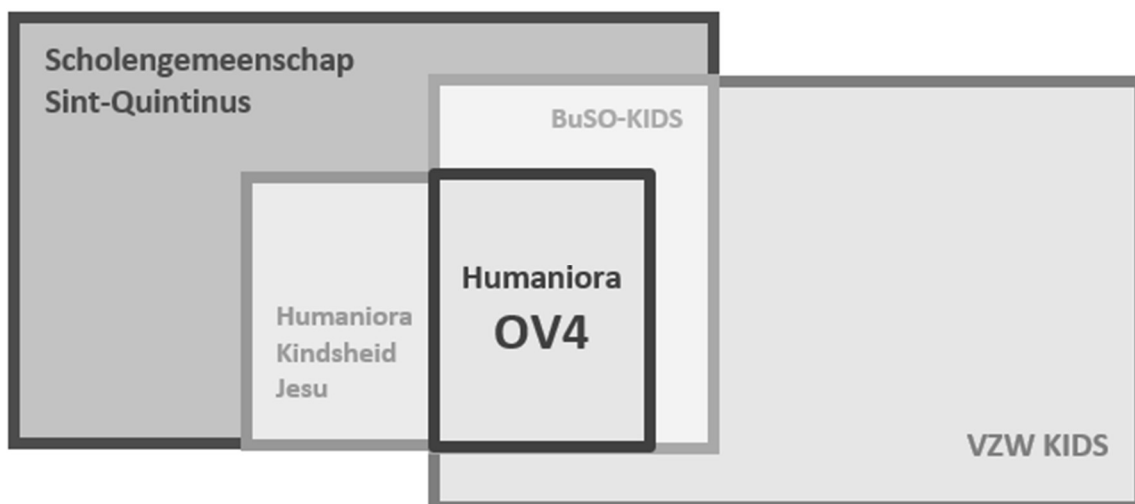 Scholengemeenschap
Sint-Quintinus
BuSO-KIDS
Humaniora
OV4
Humaniora
Kindsheid
Jesu
VZW KIDS